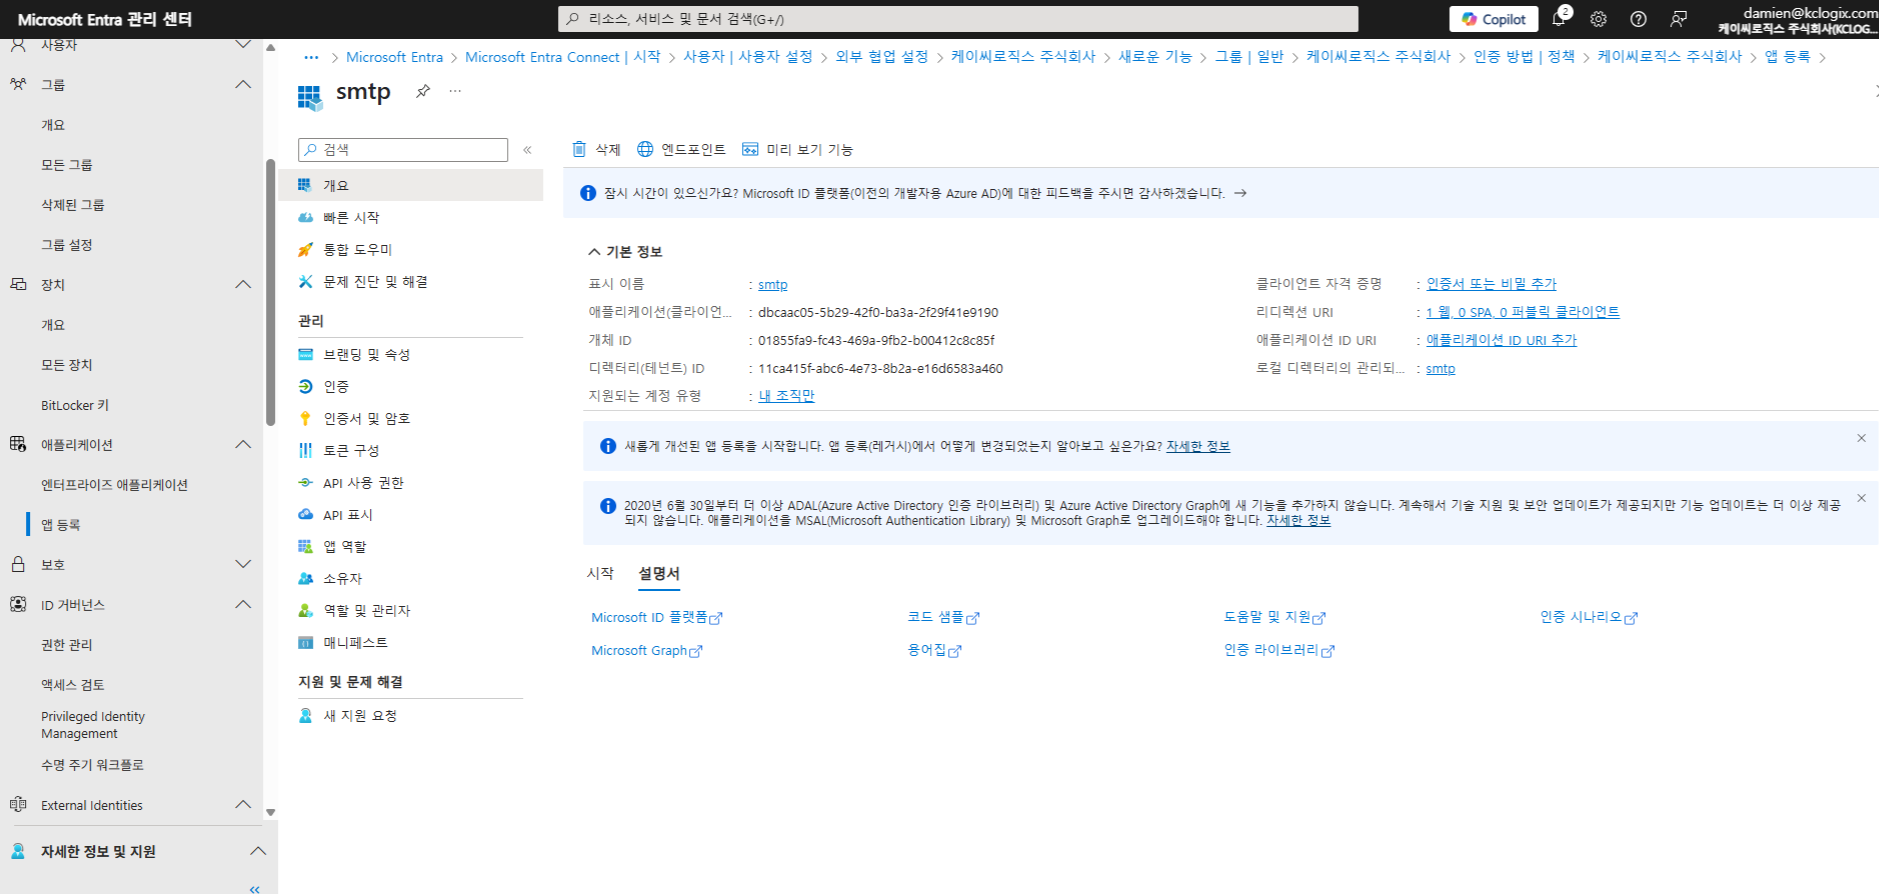 Microsoft Entra 관리 센터
리소스, 서비스 및 문서 검색(G+/)
Copilot
2
damien@kclogix.com
케이씨로직스 주식회사(KCLOG...
사용자
그룹
개요
모든 그룹
삭제된 그룹
그룹 설정
장치
개요
모든 장치
BitLocker 키
애플리케이션
엔터프라이즈 애플리케이션
앱 등록
보호
ID 거버넌스
권한 관리
액세스 검토
Privileged Identity
Management
수명 주기 워크플로
External Identities
자세한 정보 및 지원
··· > Microsoft Entra > Microsoft Entra Connect | 시작 > 사용자 | 사용자 설정 > 외부 협업 설정 > 케이씨로직스 주식회사 > 새로운 기능 > 그룹 | 일반 > 케이씨로직스 주식회사 > 인증 방법 | 정책 > 케이씨로직스 주식회사 > 앱 등록 >
smtp
···
검색
개요
빠른 시작
통합 도우미
문제 진단 및 해결
관리
브랜딩 및 속성
인증
인증서 및 암호
토큰 구성
API 사용 권한
API 표시
앱 역할
소유자
역할 및 관리자
매니페스트
지원 및 문제 해결
새 지원 요청
삭제 엔드포인트 미리 보기 기능
잠시 시간이 있으신가요? Microsoft ID 플랫폼(이전의 개발자용 Azure AD)에 대한 피드백을 주시면 감사하겠습니다. →
기본 정보
표시 이름 : smtp
애플리케이션(클라이언... : dbcaac05-5b29-42f0-ba3a-2f29f41e9190
개체 ID : 01855fa9-fc43-469a-9fb2-b00412c8c85f
디렉터리(테넌트) ID : 11ca415f-abc6-4e73-8b2a-e16d6583a460
지원되는 계정 유형 : 내 조직만
클라이언트 자격 증명 : 인증서 또는 비밀 추가
리디렉션 URI : 1 웹, 0 SPA, 0 퍼블릭 클라이언트
애플리케이션 ID URI : 애플리케이션 ID URI 추가
로컬 디렉터리의 관리되... : smtp
새롭게 개선된 앱 등록을 시작합니다. 앱 등록(레거시)에서 어떻게 변경되었는지 알아보고 싶은가요? 자세한 정보
2020년 6월 30일부터 더 이상 ADAL(Azure Active Directory 인증 라이브러리) 및 Azure Active Directory Graph에 새 기능을 추가하지 않습니다. 계속해서 기술 지원 및 보안 업데이트가 제공되지만 기능 업데이트는 더 이상 제공
되지 않습니다. 애플리케이션을 MSAL(Microsoft Authentication Library) 및 Microsoft Graph로 업그레이드해야 합니다. 자세한 정보
시작 설명서
Microsoft ID 플랫폼 코드 샘플 도움말 및 지원 인증 시나리오
Microsoft Graph 용어집 인증 라이브러리